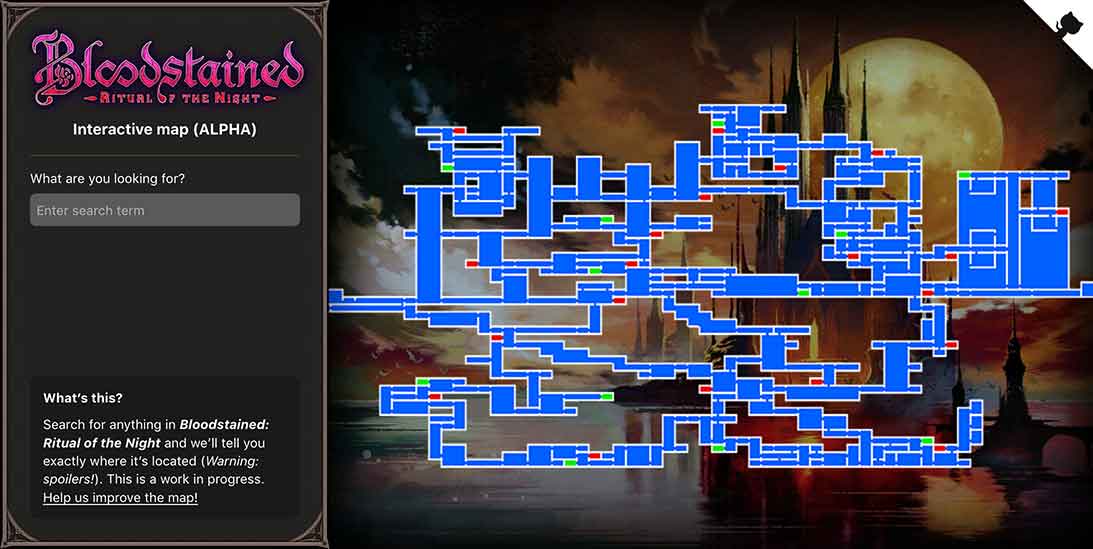 Bloodstained
RITUAL OF THE NIGHT
Interactive map (ALPHA)
What are you looking for?
Enter search term
What's this?
Search for anything in Bloodstained:
Ritual of the Night and we'll tell you
exactly where it's located (Warning:
spoilers!). This is a work in progress.
Help us improve the map!